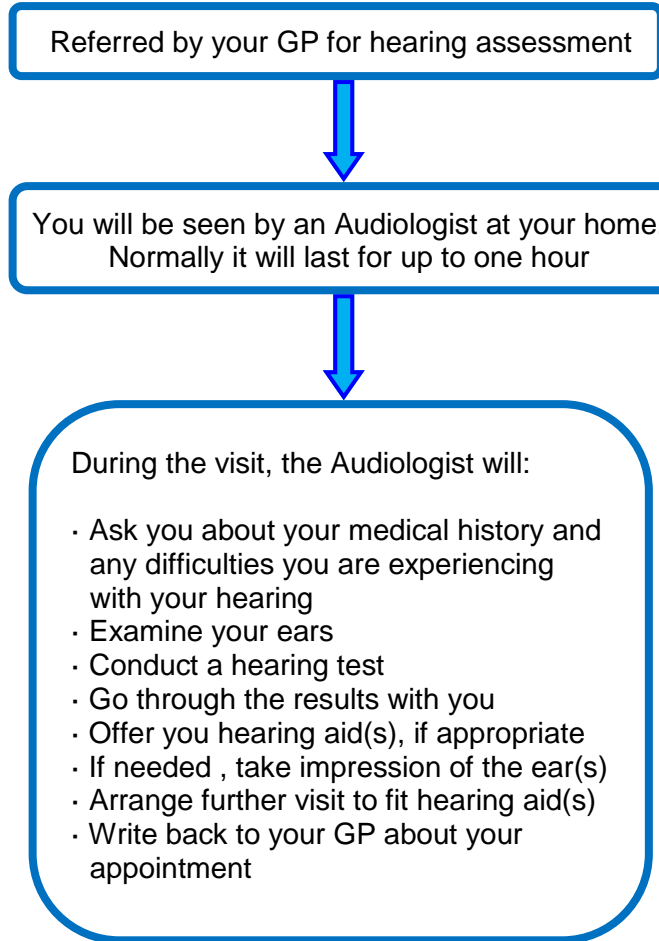 Referred by your GP for hearing assessment
You will be seen by an Audiologist at your home
Normally it will last for up to one hour
During the visit, the Audiologist will:
· Ask you about your medical history and
any difficulties you are experiencing
with your hearing
· Examine your ears
· Conduct a hearing test
· Go through the results with you
· Offer you hearing aid(s), if appropriate
· If needed , take impression of the ear(s)
· Arrange further visit to fit hearing aid(s)
· Write back to your GP about your
appointment